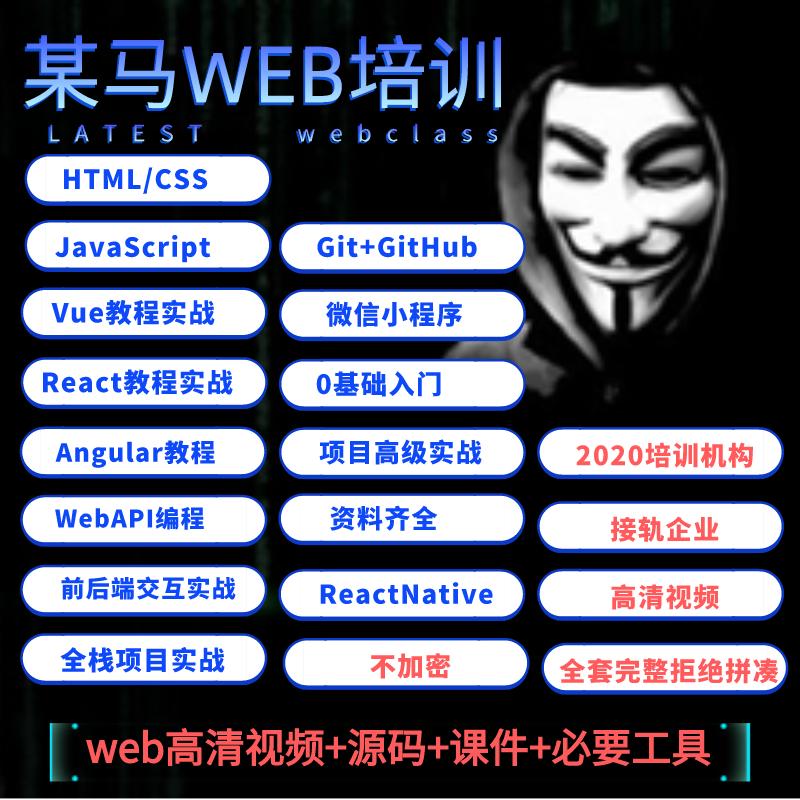 某马WEB培训
LATEST webclass
HTML/CSS
JavaScript
Git+GitHub
Vue教程实战
微信小程序
React教程实战
0基础入门
Angular教程
项目高级实战
2020培训机构
WebAPI编程
资料齐全
接轨企业
前后端交互实战
ReactNative
高清视频
全栈项目实战
不加密
全套完整拒绝拼凑
web高清视频+源码+课件+必要工具